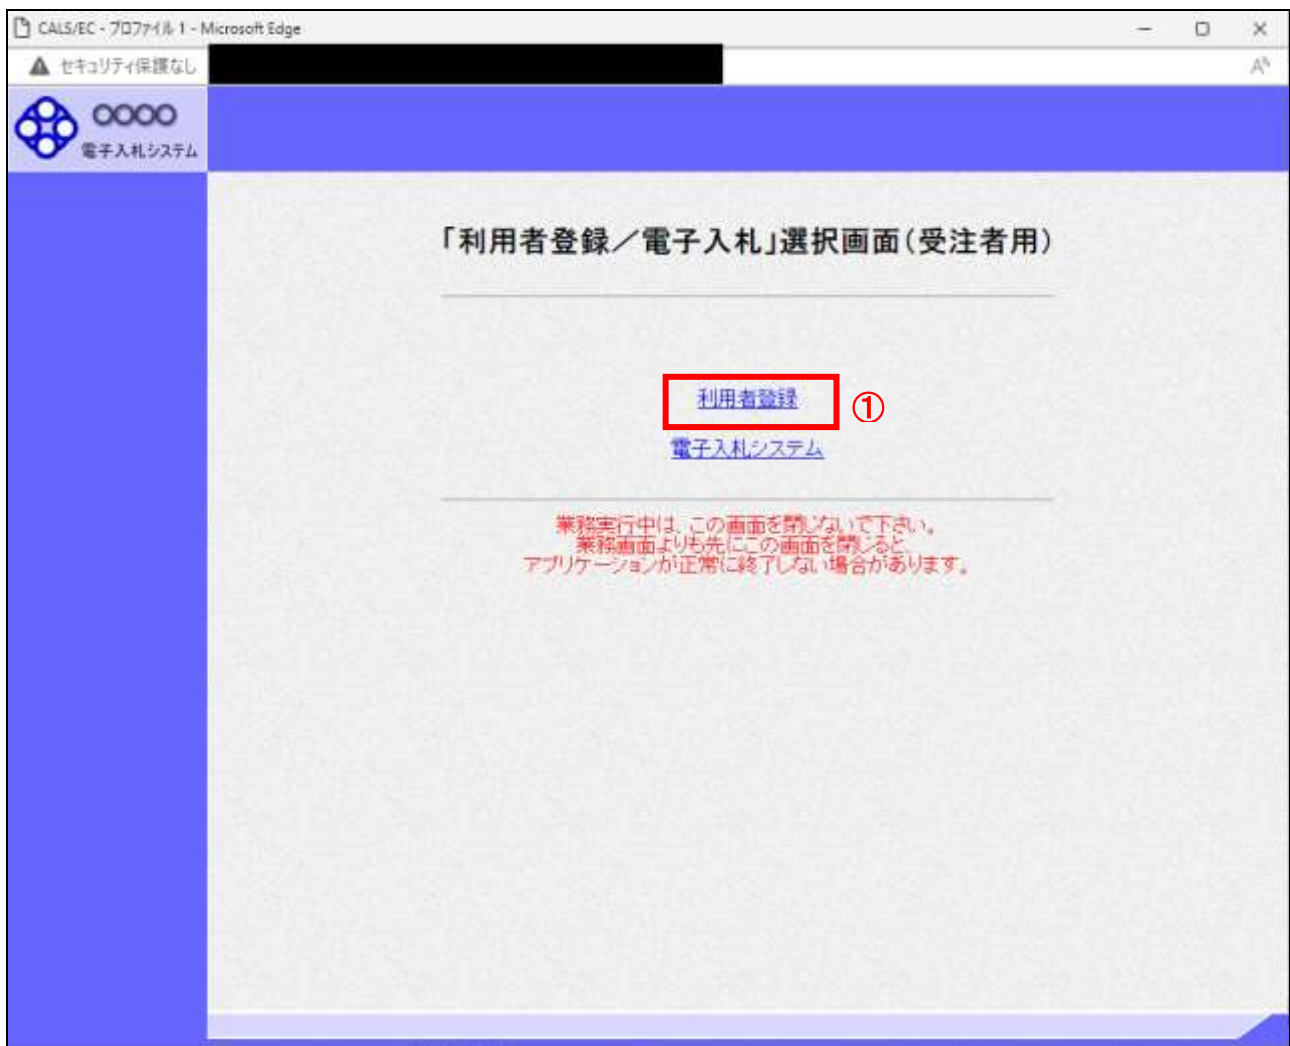 CALS/EC - プロファイル 1 - Microsoft Edge
セキュリティ保護なし
○○○○
電子入札システム
「利用者登録／電子入札」選択画面(受注者用)
利用者登録
①
電子入札システム
業務実行中は、この画面を閉じないで下さい。
業務画面よりも先にこの画面を閉じると、
アプリケーションが正常に終了しない場合があります。